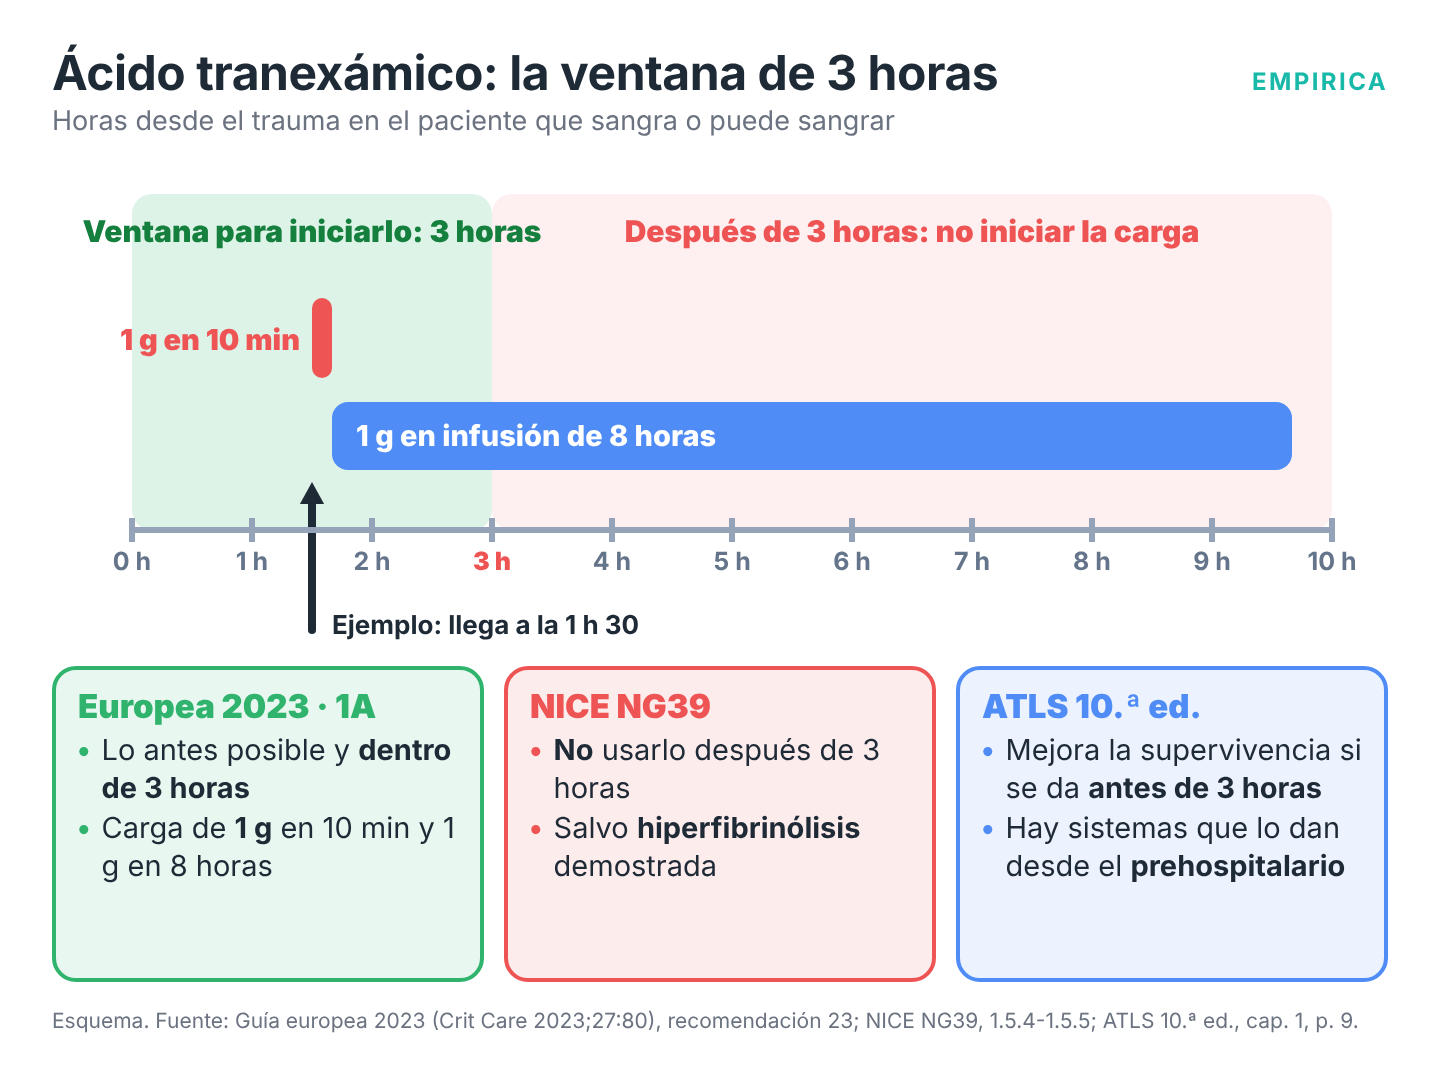 Ácido tranexámico: la ventana de 3 horas
EMPIRICA
Horas desde el trauma en el paciente que sangra o puede sangrar
Ventana para iniciarlo: 3 horas
Después de 3 horas: no iniciar la carga
1 g en 10 min
1 g en infusión de 8 horas
0 h 1 h 2 h 3 h 4 h 5 h 6 h 7 h 8 h 9 h 10 h
Ejemplo: llega a la 1 h 30
Europea 2023 · 1A
• Lo antes posible y dentro
de 3 horas
• Carga de 1 g en 10 min y 1
g en 8 horas
NICE NG39
• No usarlo después de 3
horas
• Salvo hiperfibrinólisis
demostrada
ATLS 10.ª ed.
• Mejora la supervivencia si
se da antes de 3 horas
• Hay sistemas que lo dan
desde el prehospitalario
Esquema. Fuente: Guía europea 2023 (Crit Care 2023;27:80), recomendación 23; NICE NG39, 1.5.4-1.5.5; ATLS 10.ª ed., cap. 1, p. 9.